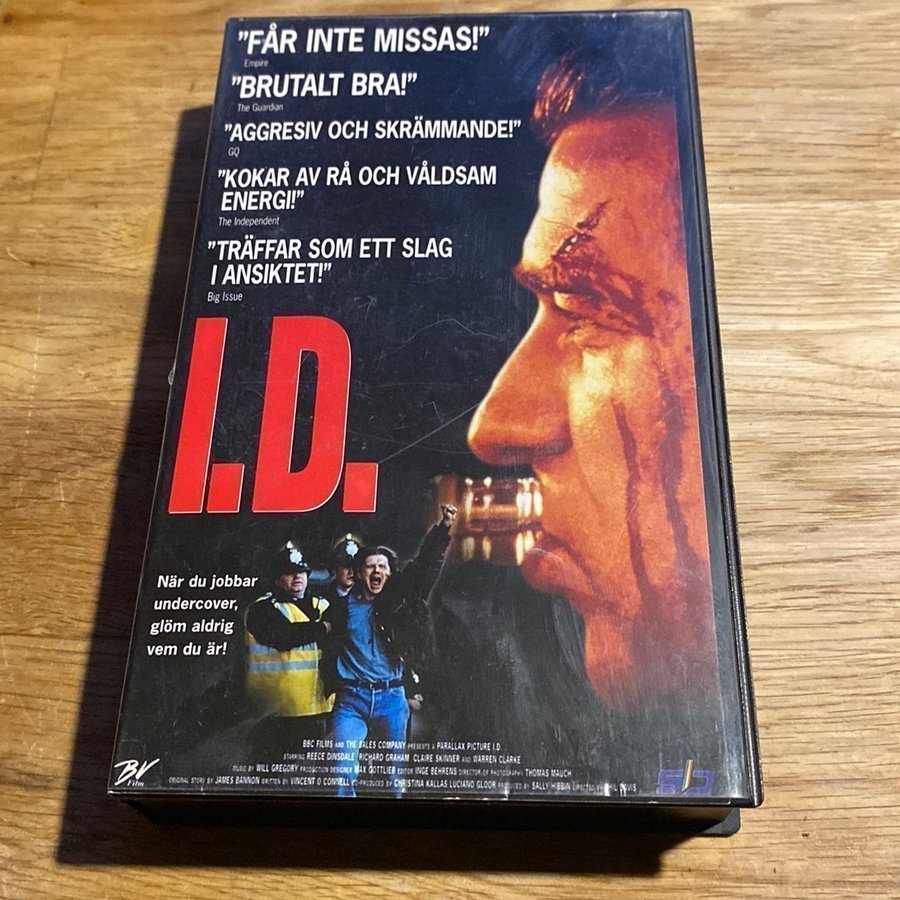 "FÅR INTE MISSAS!"
Empire
"BRUTALT BRA!"
The Guardian
"AGGRESIV OCH SKRÄMMANDE!"
GQ
"KOKAR AV RÅ OCH VÅLDSAM
ENERGI!"
The Independent
"TRÄFFAR SOM ETT SLAG
I ANSIKTET!"
Big Issue
I.D.
När du jobbar
undercover,
glöm aldrig
vem du är!
BBC FILMS AND THE SALES COMPANY PRESENTS A PARALLAX PICTURE I.D.
STARRING REECE DINSDALE RICHARD GRAHAM CLAIRE SKINNER AND WARREN CLARKE
MUSIC BY WILL GREGORY PRODUCTION DESIGNER MAX GOTTLIEB EDITOR INGE BEHRENS DIRECTOR OF PHOTOGRAPHY THOMAS MAUCH
ORIGINAL STORY BY JAMES BANNON WRITTEN BY VINCENT O'CONNELL CO-PRODUCED BY CHRISTINA KALLAS LUCIANO GLOOR PRODUCED BY SALLY HIBBIN DIRECTED DAVIS
BV
Film